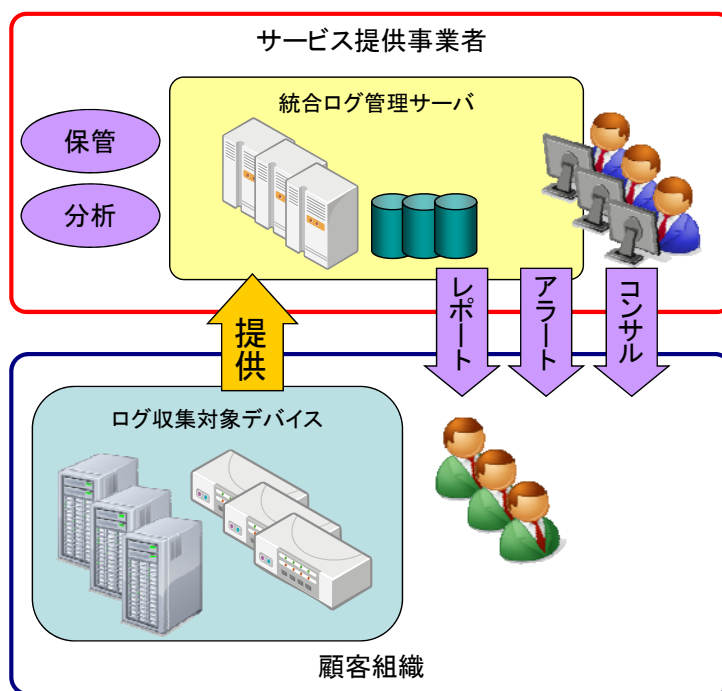 サービス提供事業者
統合ログ管理サーバ
保管
分析
提供
レポート
アラート
コンサル
ログ収集対象デバイス
顧客組織